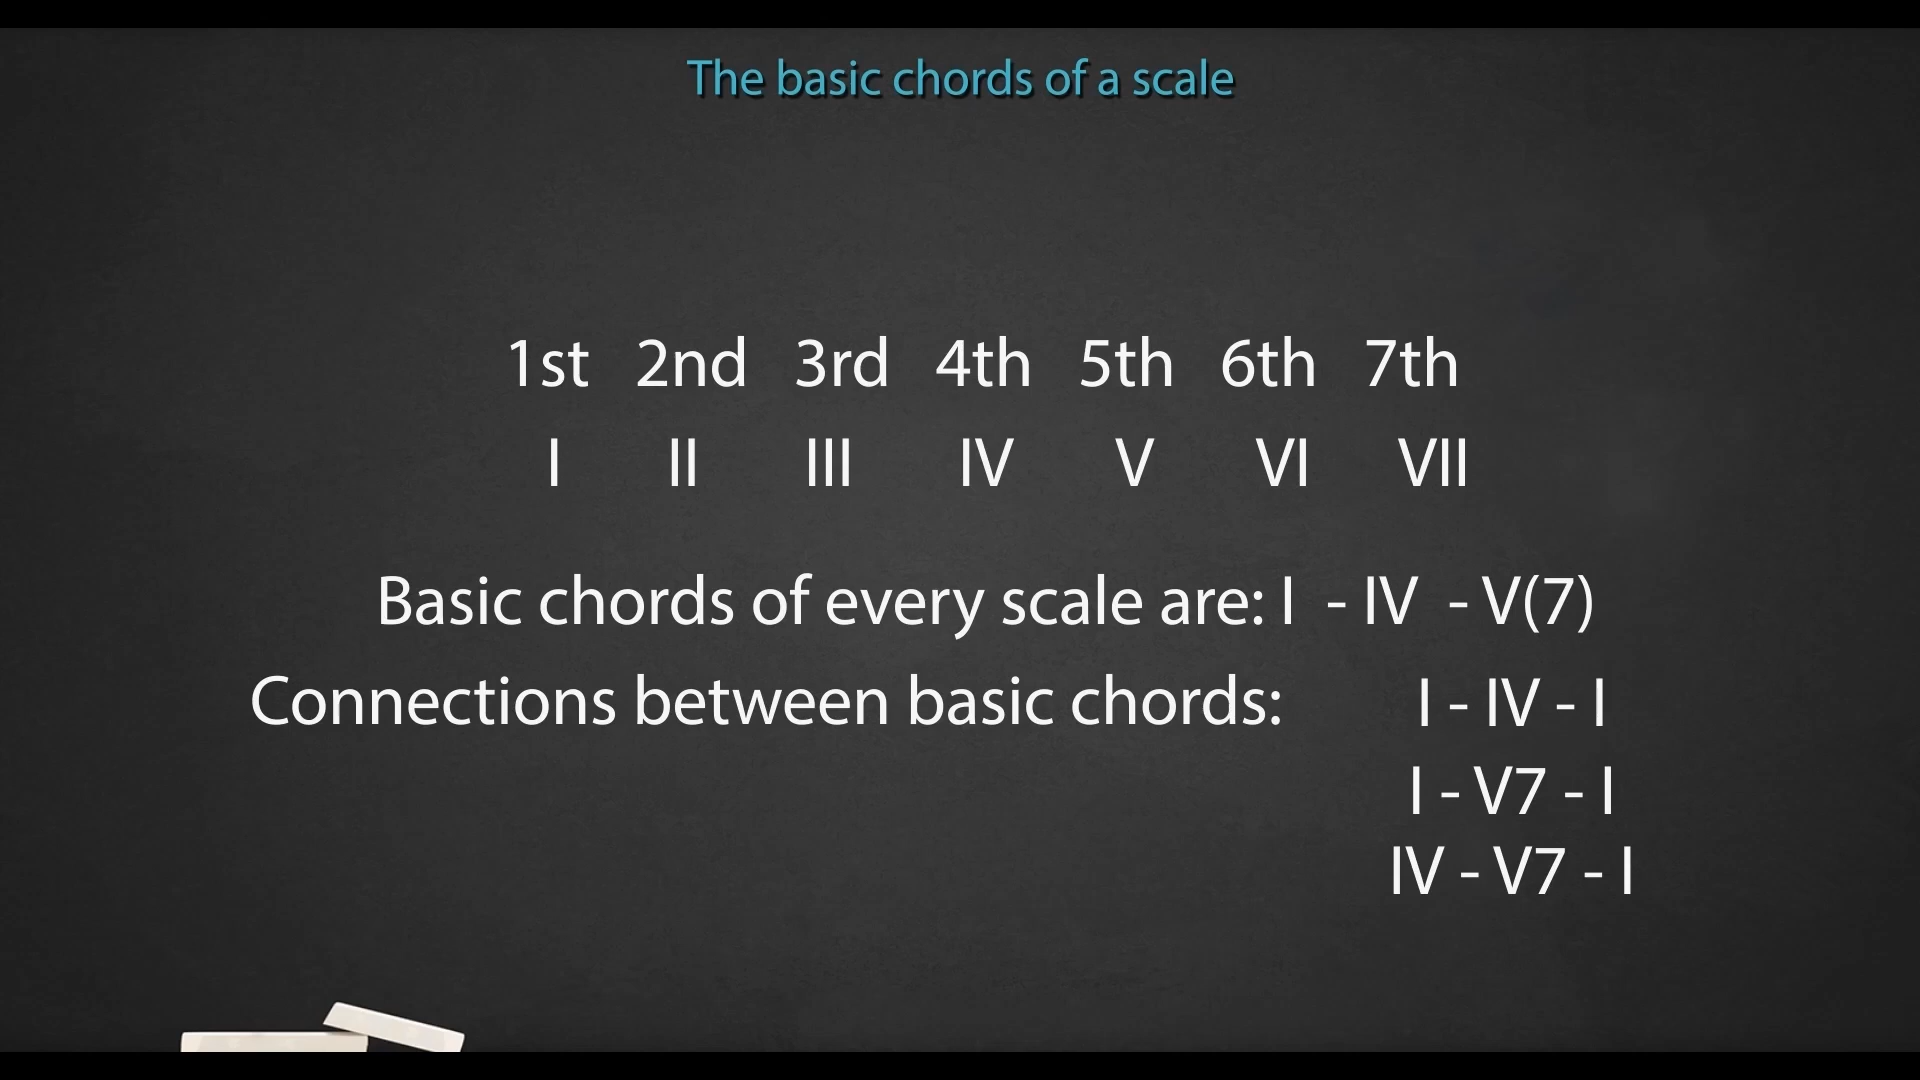 The basic chords of a scale
1st 2nd 3rd 4th 5th 6th 7th
I II III IV V VI VII
Basic chords of every scale are: I - IV - V(7)
Connections between basic chords: I - IV - I
I - V7 - I
IV - V7 - I